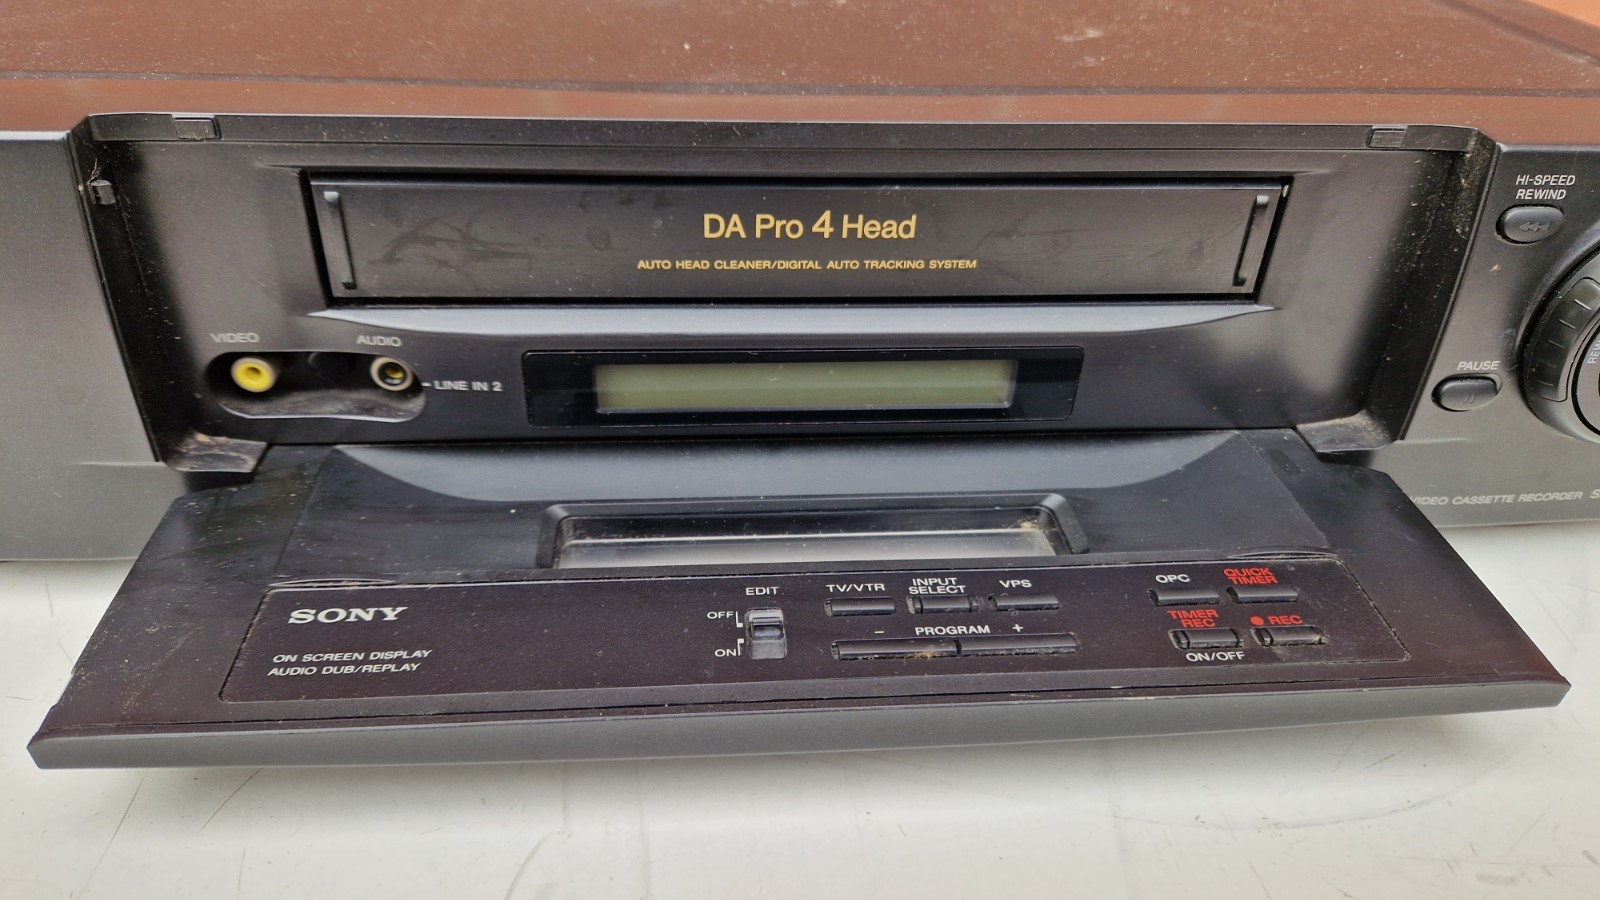 HI-SPEED
REWIND
DA Pro 4 Head
AUTO HEAD CLEANER/DIGITAL AUTO TRACKING SYSTEM
VIDEO
AUDIO
LINE IN 2
PAUSE
VIDEO CASSETTE RECORDER
SONY
ON SCREEN DISPLAY
AUDIO DUB/REPLAY
EDIT
OFF
ON
TV/VTR
INPUT
SELECT
VPS
- PROGRAM +
OPC
QUICK
TIMER
TIMER
REC
ON/OFF
REC